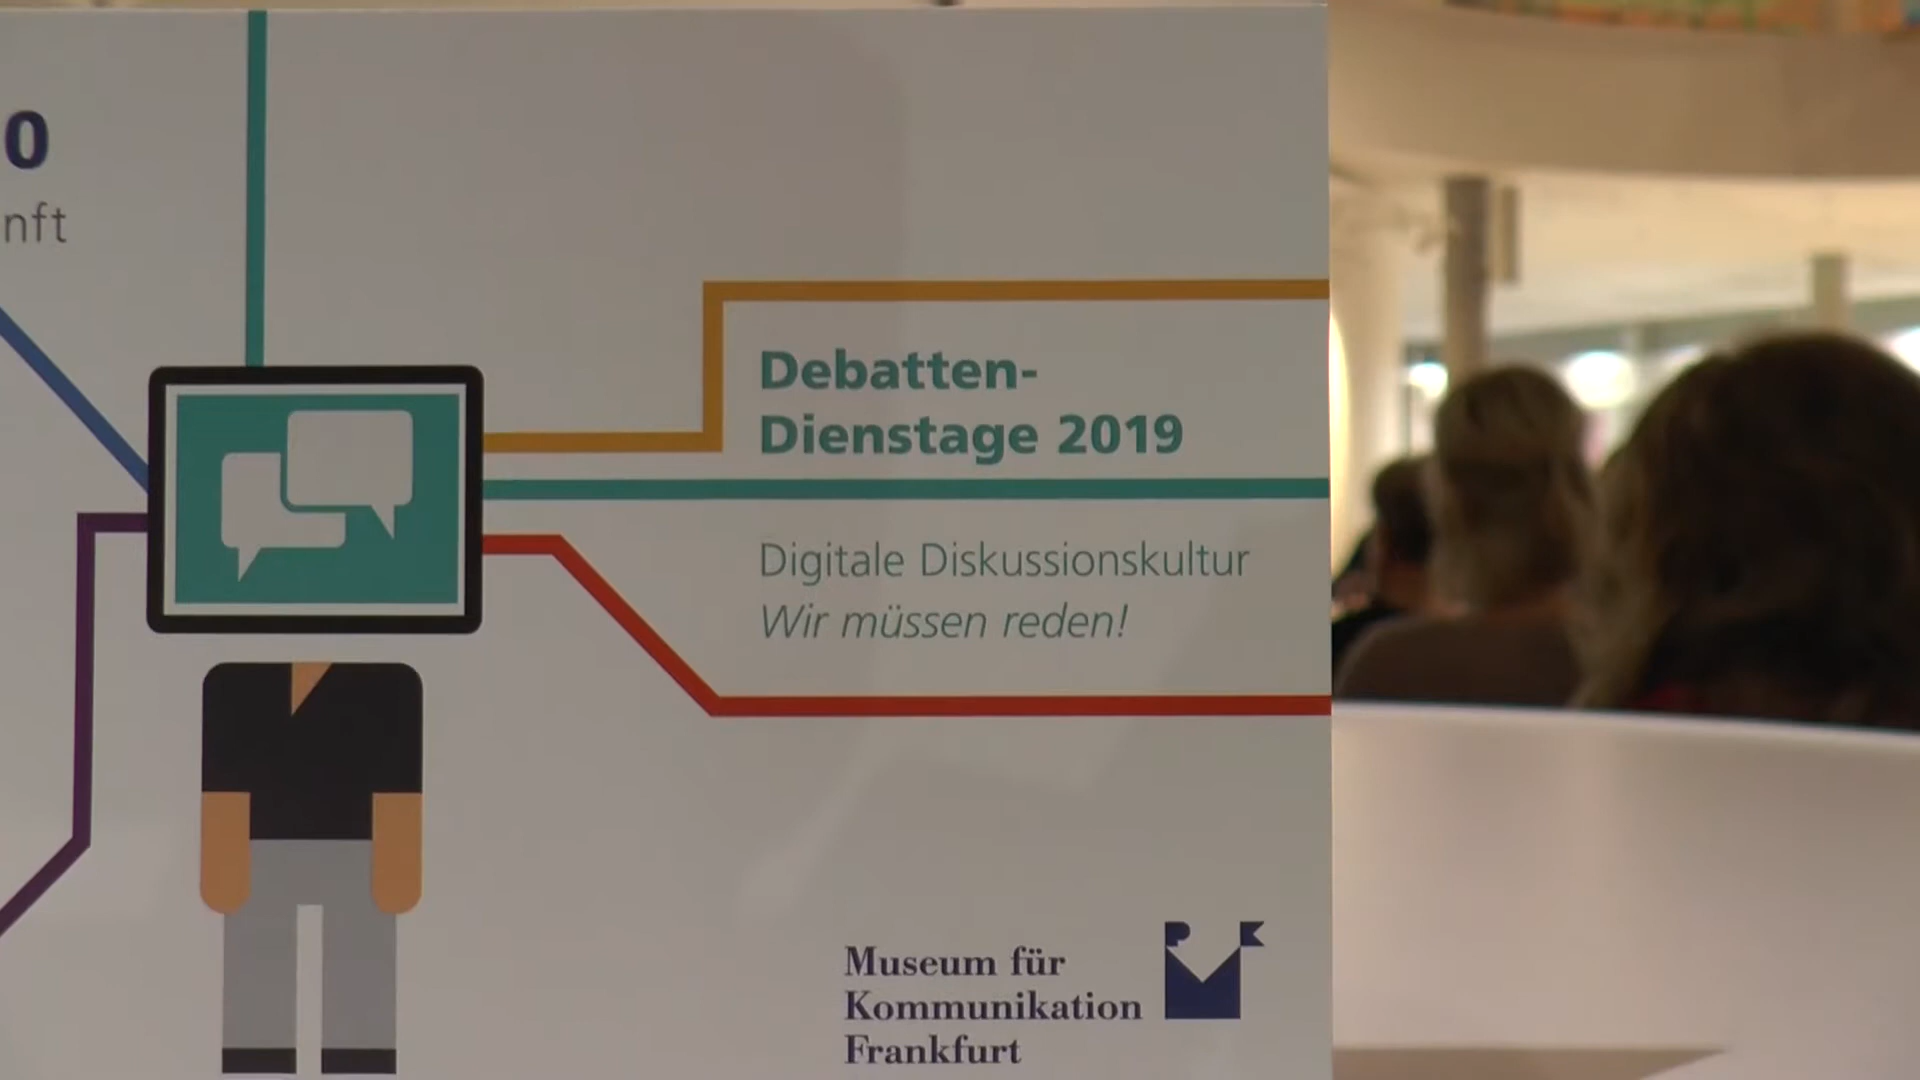 0
nft
Debatten-
Dienstage 2019
Digitale Diskussionskultur
Wir müssen reden!
Museum für
Kommunikation
Frankfurt